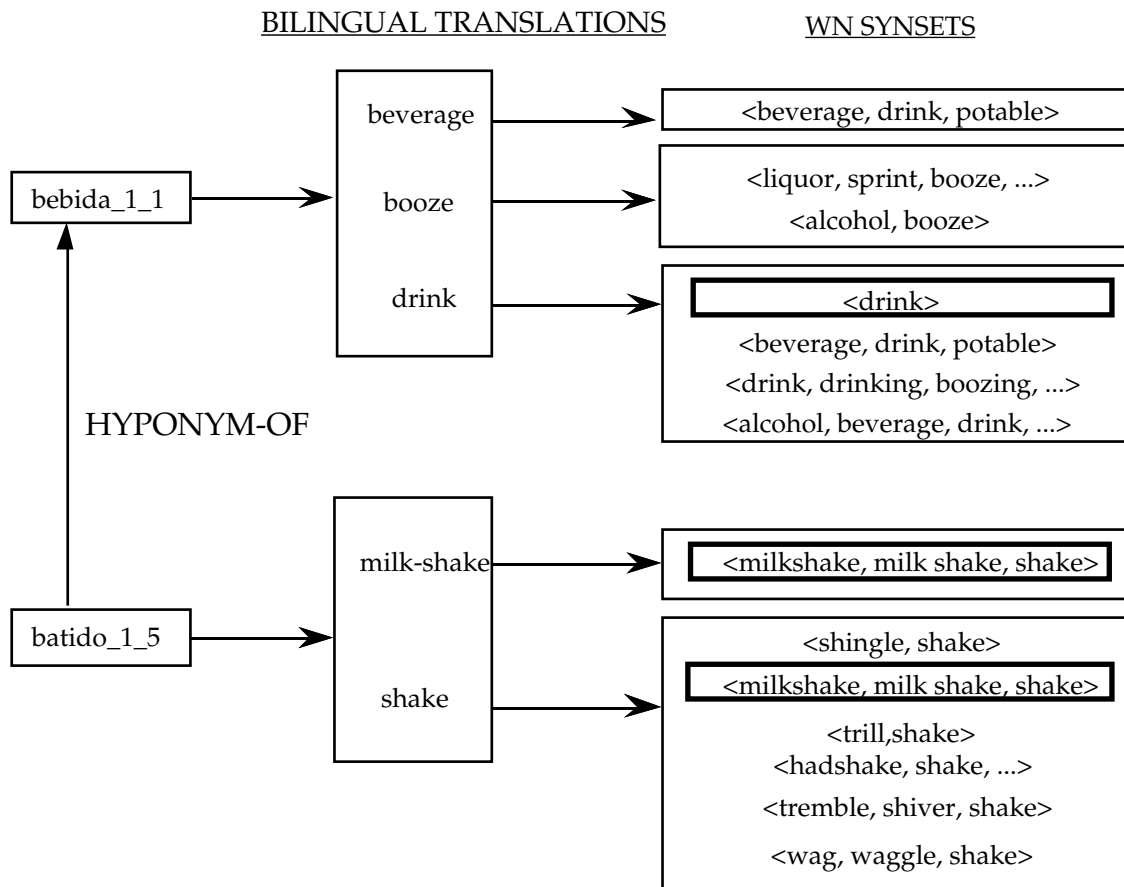 BILINGUAL TRANSLATIONS
WN SYNSETS
beverage
<beverage, drink, potable>
bebida_1_1
booze
<liquor, sprint, booze, ...>
<alcohol, booze>
drink
<drink>
<beverage, drink, potable>
<drink, drinking, boozing, ...>
<alcohol, beverage, drink, ...>
HYPONYM-OF
milk-shake
<milkshake, milk shake, shake>
batido_1_5
shake
<shingle, shake>
<milkshake, milk shake, shake>
<trill,shake>
<hadshake, shake, ...>
<tremble, shiver, shake>
<wag, waggle, shake>